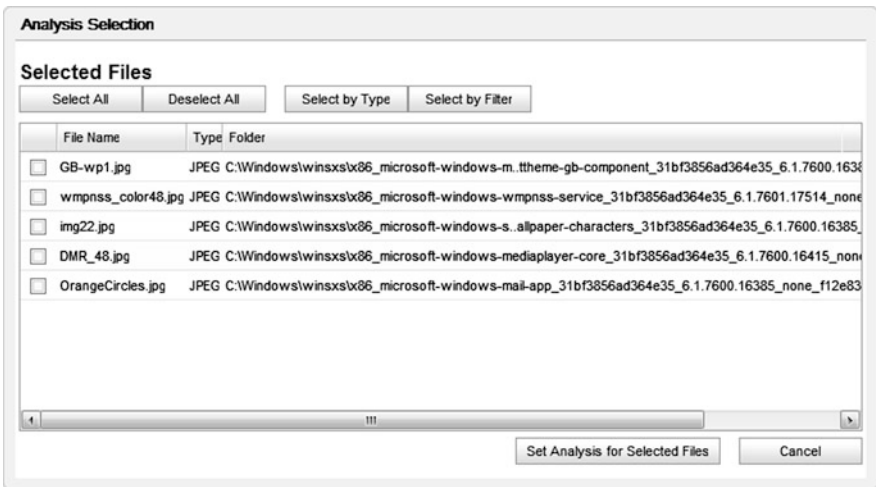 Analysis Selection
Selected Files
Select All Deselect All Select by Type Select by Filter
File Name Type Folder
GB-wp1.jpg JPEG C:\Windows\winsxs\x86_microsoft-windows-m..ttheme-gb-component_31bf3856ad364e35_6.1.7600.1638
wmpnss_color48.jpg JPEG C:\Windows\winsxs\x86_microsoft-windows-wmpnss-service_31bf3856ad364e35_6.1.7601.17514_none
img22.jpg JPEG C:\Windows\winsxs\x86_microsoft-windows-s..allpaper-characters_31bf3856ad364e35_6.1.7600.16385_
DMR_48.jpg JPEG C:\Windows\winsxs\x86_microsoft-windows-mediaplayer-core_31bf3856ad364e35_6.1.7600.16415_non
OrangeCircles.jpg JPEG C:\Windows\winsxs\x86_microsoft-windows-mail-app_31bf3856ad364e35_6.1.7600.16385_none_f12e83
Set Analysis for Selected Files Cancel